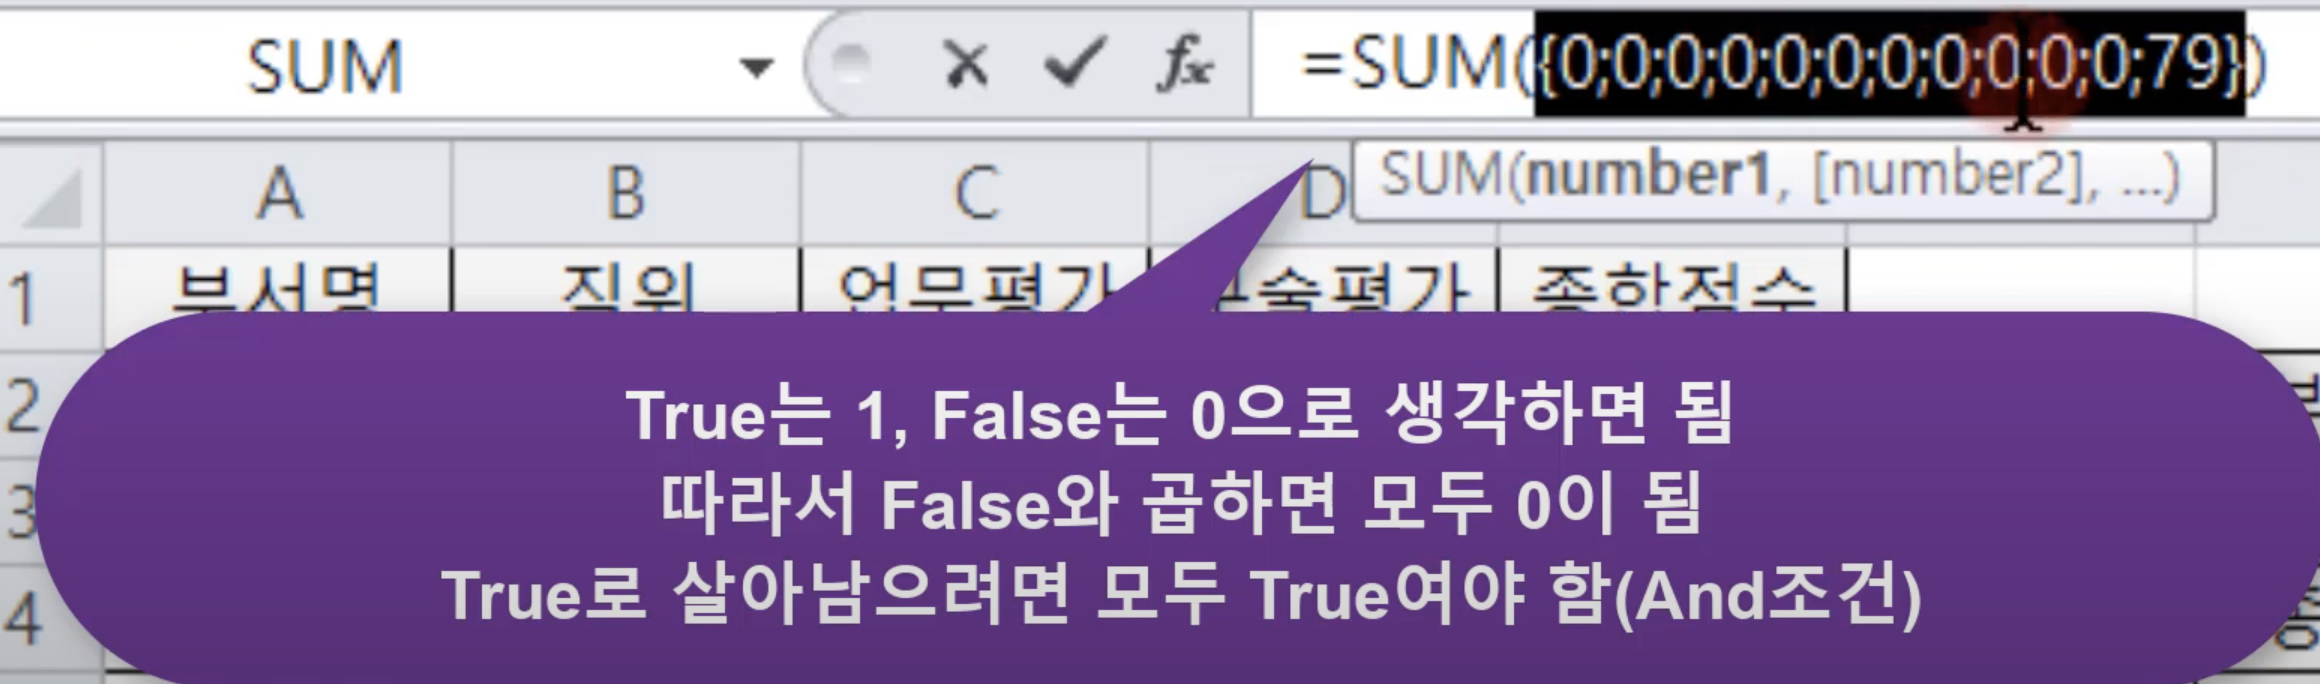 SUM fx =SUM({0;0;0;0;0;0;0;0;0;0;0;79})
SUM(number1, [number2], ...)
A B C D
1 부서명 직위 업무평가 종합점수
2
3
4
True는 1, False는 0으로 생각하면 됨
따라서 False와 곱하면 모두 0이 됨
True로 살아남으려면 모두 True여야 함(And조건)